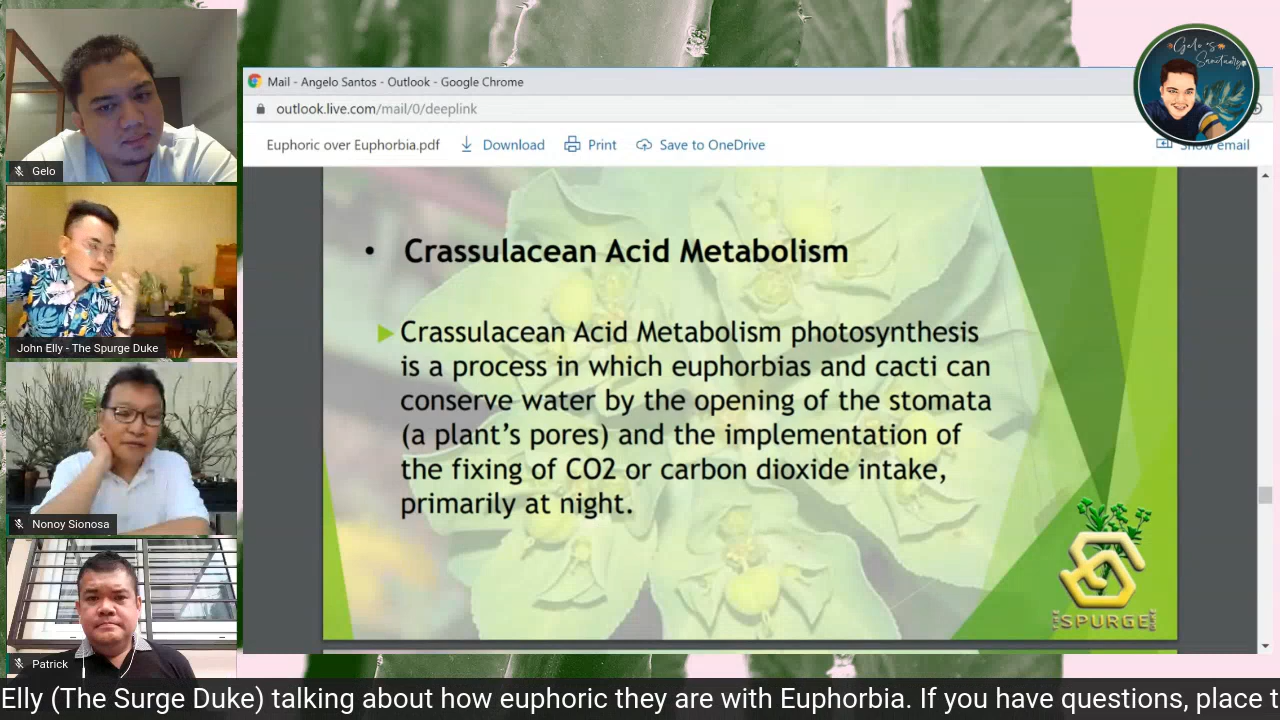 Gelo's
Sanctuary
Mail - Angelo Santos - Outlook - Google Chrome
outlook.live.com/mail/0/deeplink
Euphoric over Euphorbia.pdf
Download
Print
Save to OneDrive
Show email
Gelo
John Elly - The Spurge Duke
Nonoy Sionosa
Patrick
• Crassulacean Acid Metabolism
Crassulacean Acid Metabolism photosynthesis
is a process in which euphorbias and cacti can
conserve water by the opening of the stomata
(a plant's pores) and the implementation of
the fixing of CO2 or carbon dioxide intake,
primarily at night.
THE SPURGE DUKE
Elly (The Surge Duke) talking about how euphoric they are with Euphorbia. If you have questions, place t